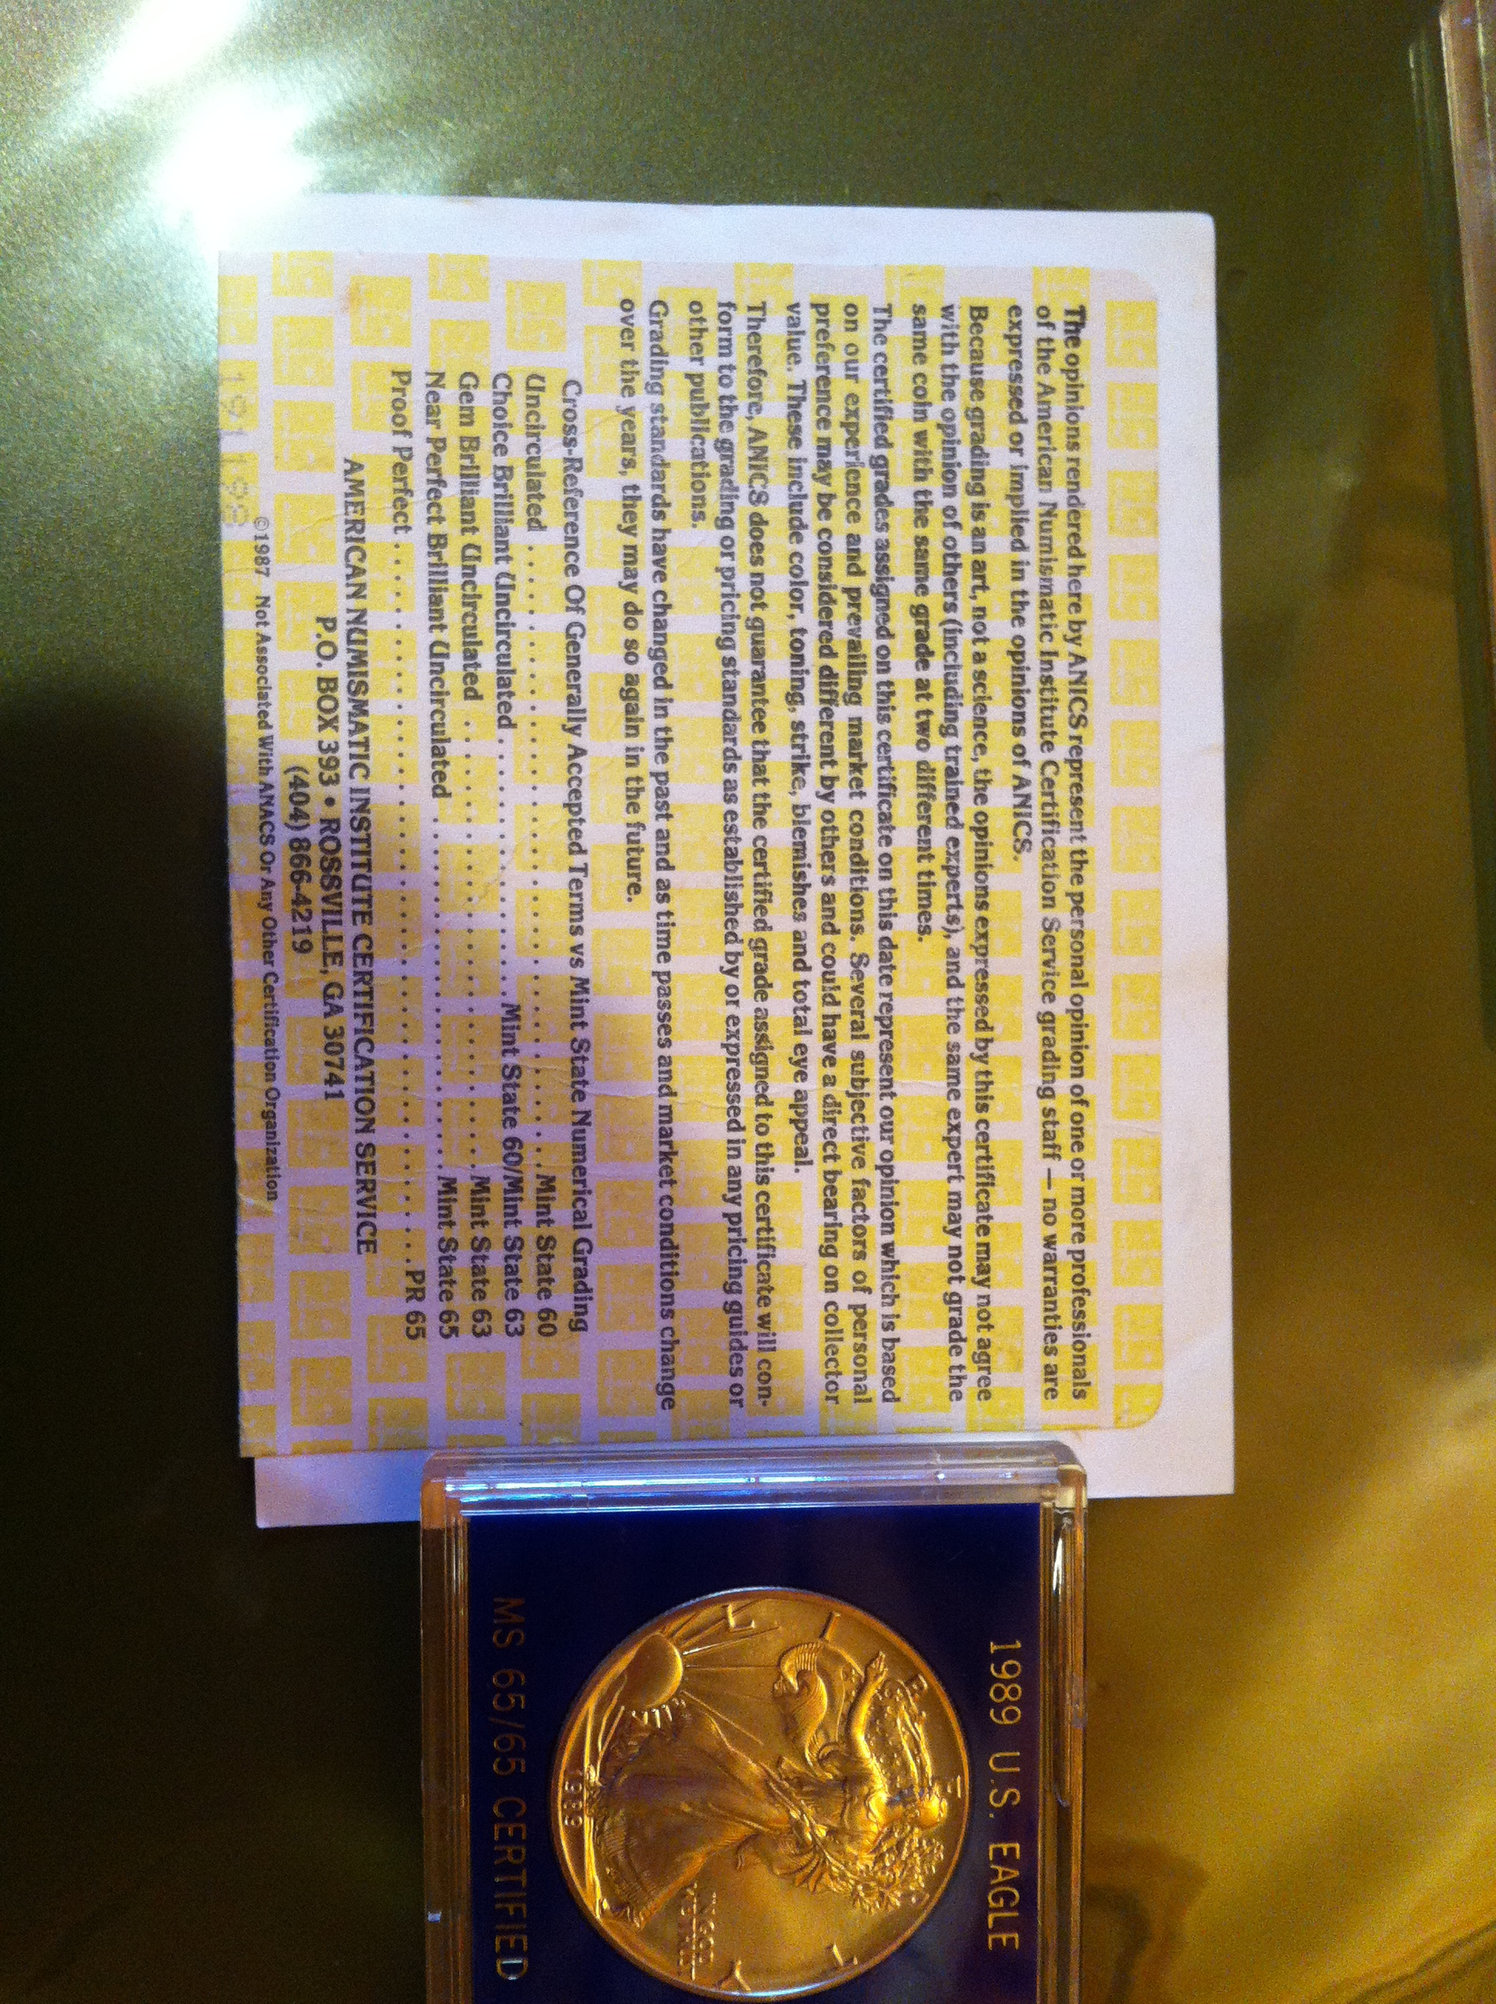 The opinions rendered here by ANICS represent the personal opinion of one or more professionals
of the American Numismatic Institute Certification Service grading staff — no warranties are
expressed or implied in the opinions of ANICS.
Because grading is an art, not a science, the opinions expressed by this certificate may not agree
with the opinion of others (including trained experts), and the same expert may not grade the
same coin with the same grade at two different times.
The certified grades assigned on this certificate on this date represent our opinion which is based
on our experience and prevailing market conditions. Several subjective factors of personal
preference may be considered different by others and could have a direct bearing on collector
value. These include color, toning, strike, blemishes and total eye appeal.
Therefore, ANICS does not guarantee that the certified grade assigned to this certificate will con-
form to the grading or pricing standards as established by or expressed in any pricing guides or
other publications.
Grading standards have changed in the past and as time passes and market conditions change
over the years, they may do so again in the future.
Cross-Reference Of Generally Accepted Terms vs Mint State Numerical Grading
Uncirculated . . . . . . . . . . Mint State 60
Choice Brilliant Uncirculated . . . . . . . . . . Mint State 60/Mint State 63
Gem Brilliant Uncirculated . . . . . . . . . . Mint State 63
Near Perfect Brilliant Uncirculated . . . . . . . . . . Mint State 65
Proof Perfect . . . . . . . . . . PR 65
AMERICAN NUMISMATIC INSTITUTE CERTIFICATION SERVICE
P.O. BOX 393 • ROSSVILLE, GA 30741
(404) 866-4219
©1987 Not Associated With ANACS Or Any Other Certification Organization
1989 U.S. EAGLE
LIBERTY
1989
MS 65/65 CERTIFIED